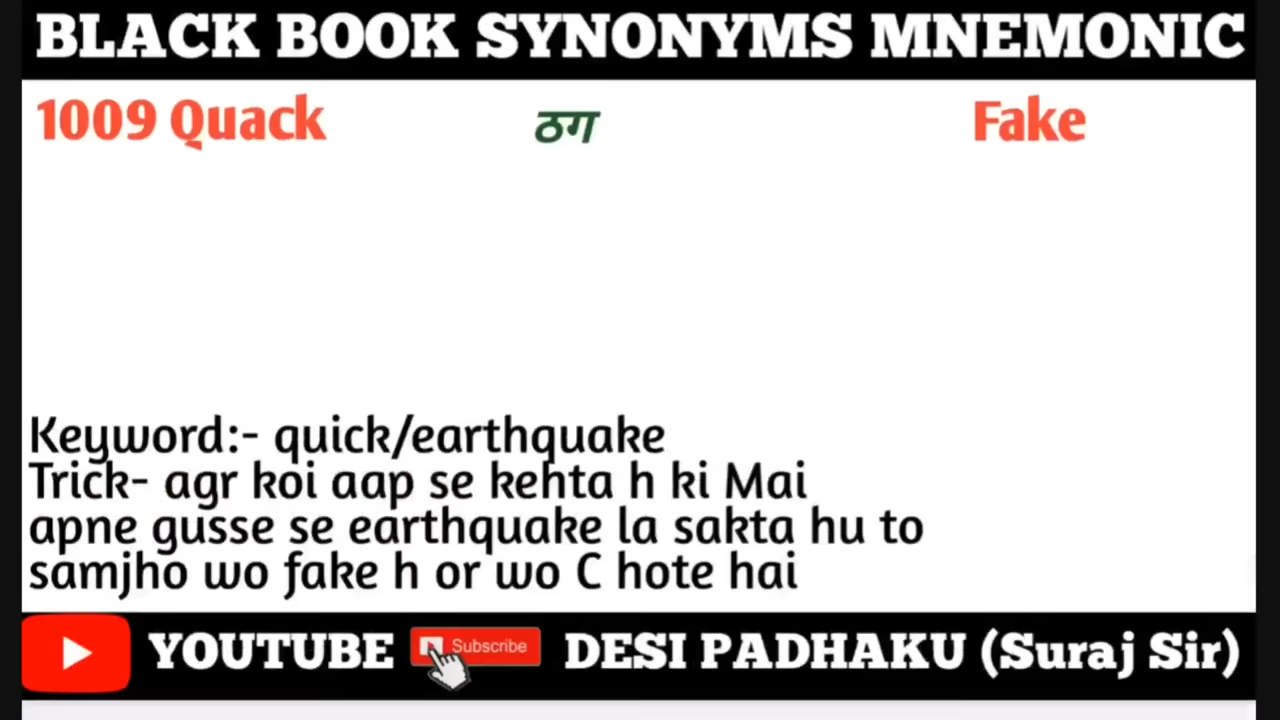 BLACK BOOK SYNONYMS MNEMONIC
1009 Quack ठग Fake
Keyword:- quick/earthquake
Trick- agr koi aap se kehta h ki Mai
apne gusse se earthquake la sakta hu to
samjho wo fake h or wo C hote hai
YOUTUBE Subscribe DESI PADHAKU (Suraj Sir)